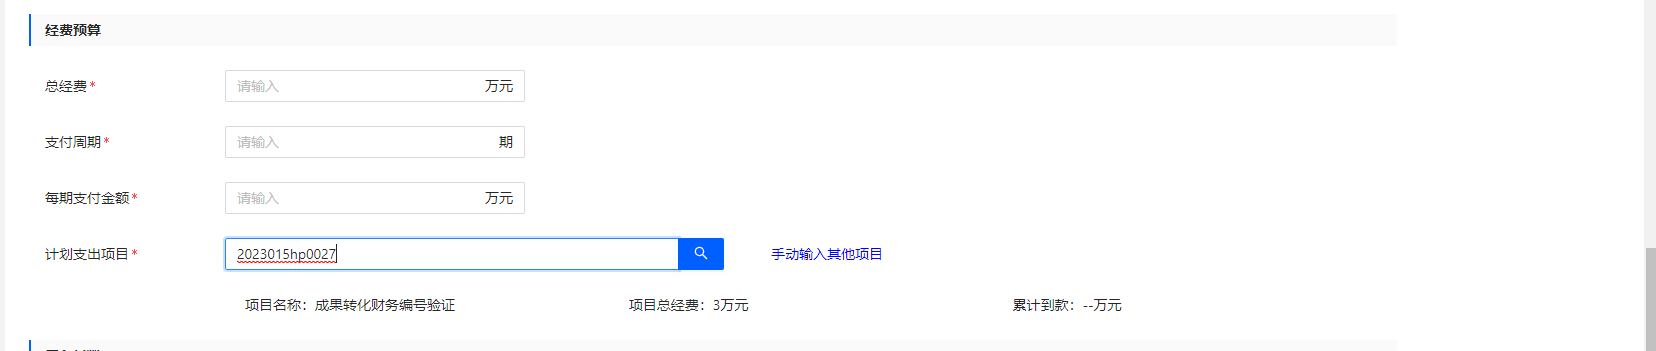 经费预算
总经费* 请输入 万元
支付周期* 请输入 期
每期支付金额* 请输入 万元
计划支出项目* 2023015hp0027 手动输入其他项目
项目名称：成果转化财务编号验证 项目总经费：3万元 累计到款：--万元